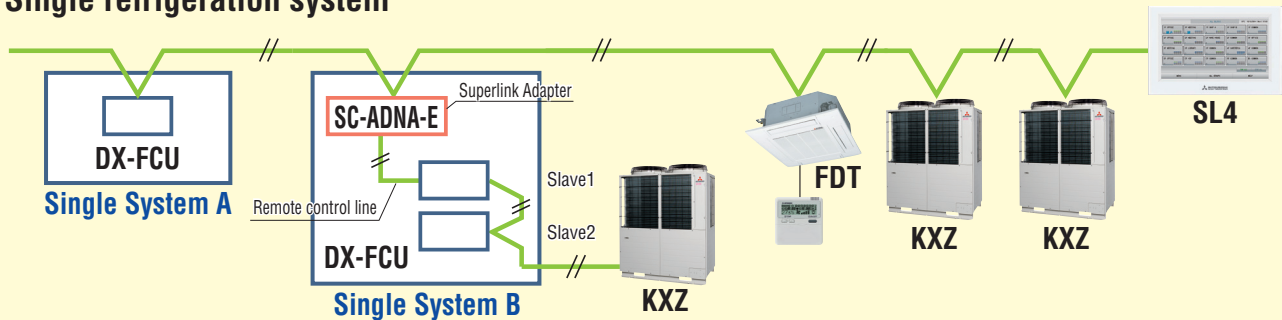 Single refrigeration system
Superlink Adapter
SC-ADNA-E
SL4
DX-FCU
Slave1
FDT
Single System A
Remote control line
Slave2
KXZ
KXZ
DX-FCU
Single System B
KXZ